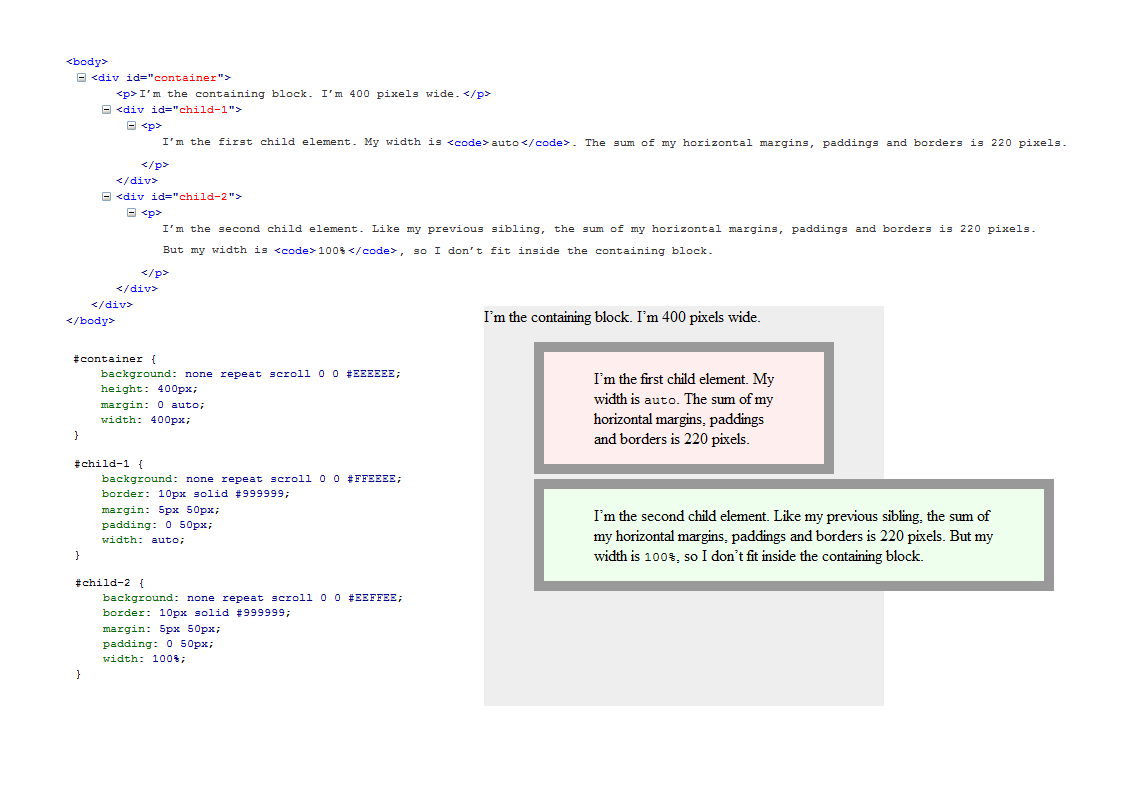 <body>
<div id="container">
<p>I'm the containing block. I'm 400 pixels wide.</p>
<div id="child-1">
<p>
I'm the first child element. My width is <code>auto</code>. The sum of my horizontal margins, paddings and borders is 220 pixels.
</p>
</div>
<div id="child-2">
<p>
I'm the second child element. Like my previous sibling, the sum of my horizontal margins, paddings and borders is 220 pixels.
But my width is <code>100%</code>, so I don't fit inside the containing block.
</p>
</div>
</div>
</body>
#container {
background: none repeat scroll 0 0 #EEEEEE;
height: 400px;
margin: 0 auto;
width: 400px;
}
#child-1 {
background: none repeat scroll 0 0 #FFEEEE;
border: 10px solid #999999;
margin: 5px 50px;
padding: 0 50px;
width: auto;
}
#child-2 {
background: none repeat scroll 0 0 #EEFFEE;
border: 10px solid #999999;
margin: 5px 50px;
padding: 0 50px;
width: 100%;
}
I'm the containing block. I'm 400 pixels wide.
I'm the first child element. My
width is auto. The sum of my
horizontal margins, paddings
and borders is 220 pixels.
I'm the second child element. Like my previous sibling, the sum of
my horizontal margins, paddings and borders is 220 pixels. But my
width is 100%, so I don't fit inside the containing block.